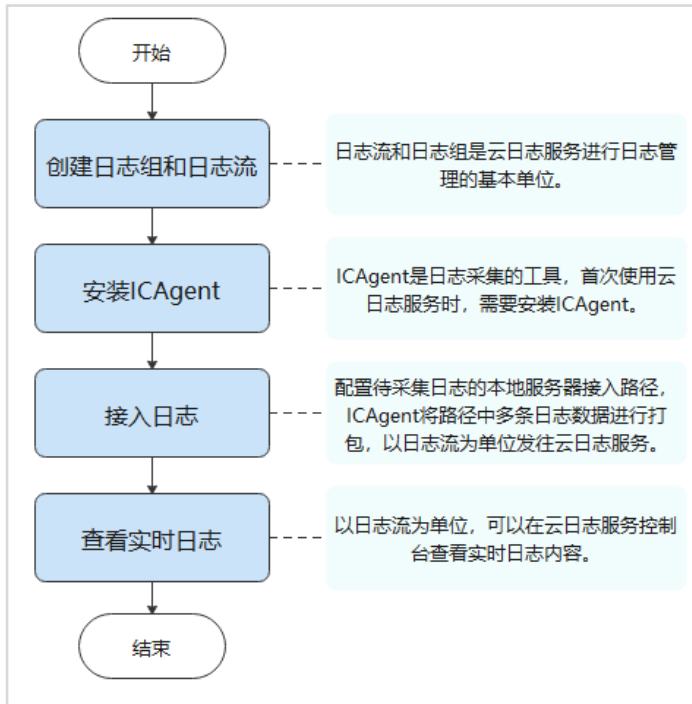 开始
创建日志组和日志流
日志流和日志组是云日志服务进行日志管
理的基本单位。
安装ICAgent
ICAgent是日志采集的工具，首次使用云
日志服务时，需要安装ICAgent。
接入日志
配置待采集日志的本地服务器接入路径，
ICAgent将路径中多条日志数据进行打
包，以日志流为单位发往云日志服务。
查看实时日志
以日志流为单位，可以在云日志服务控制
台查看实时日志内容。
结束